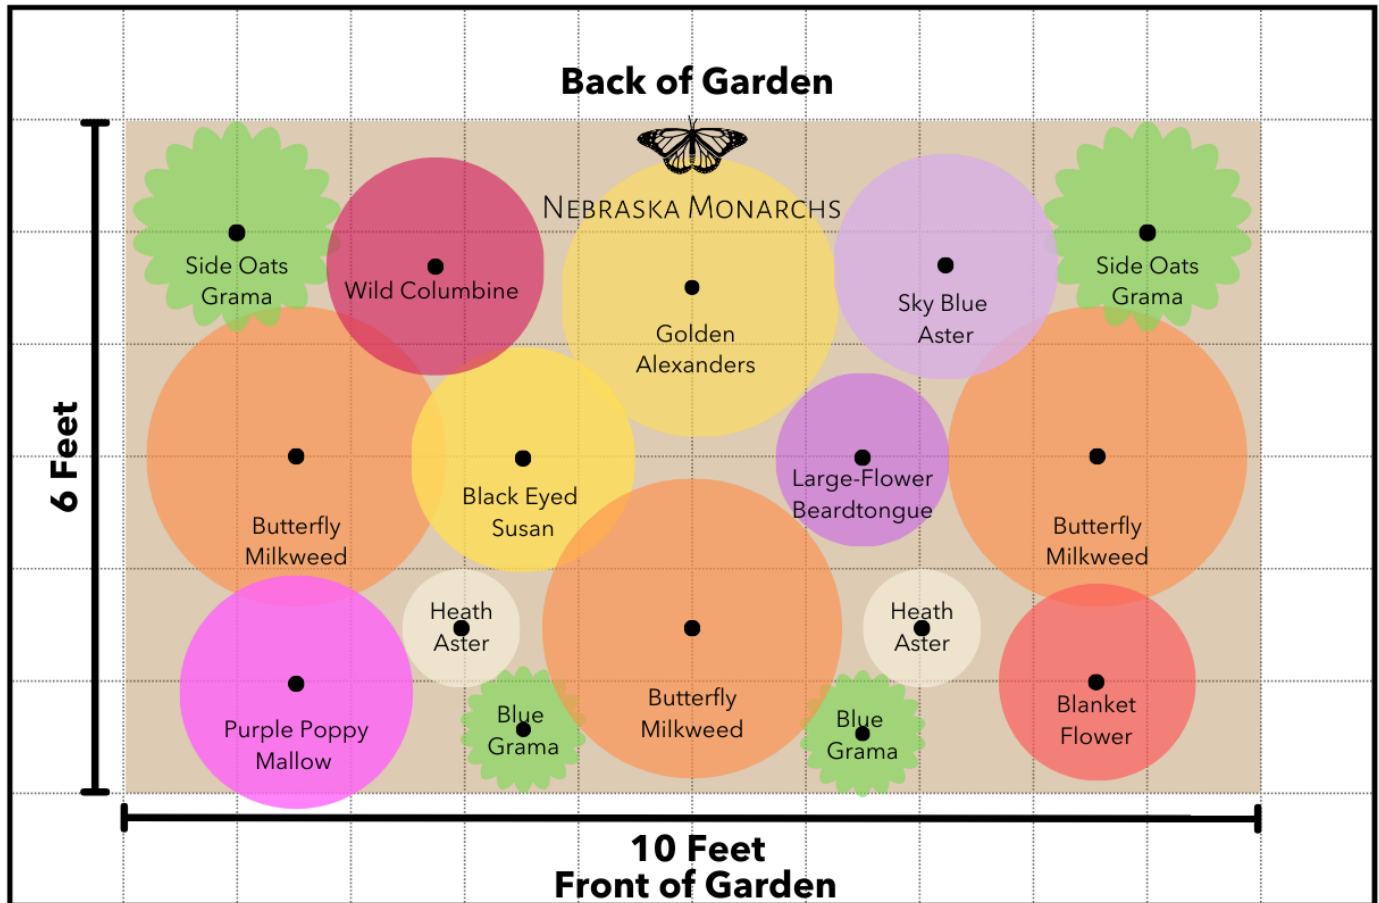 Back of Garden
NEBRASKA MONARCHS
Side Oats
Grama
Wild Columbine
Golden
Alexanders
Sky Blue
Aster
Side Oats
Grama
6 Feet
Butterfly
Milkweed
Black Eyed
Susan
Large-Flower
Beardtongue
Butterfly
Milkweed
Purple Poppy
Mallow
Heath
Aster
Blue
Grama
Butterfly
Milkweed
Heath
Aster
Blue
Grama
Blanket
Flower
10 Feet
Front of Garden